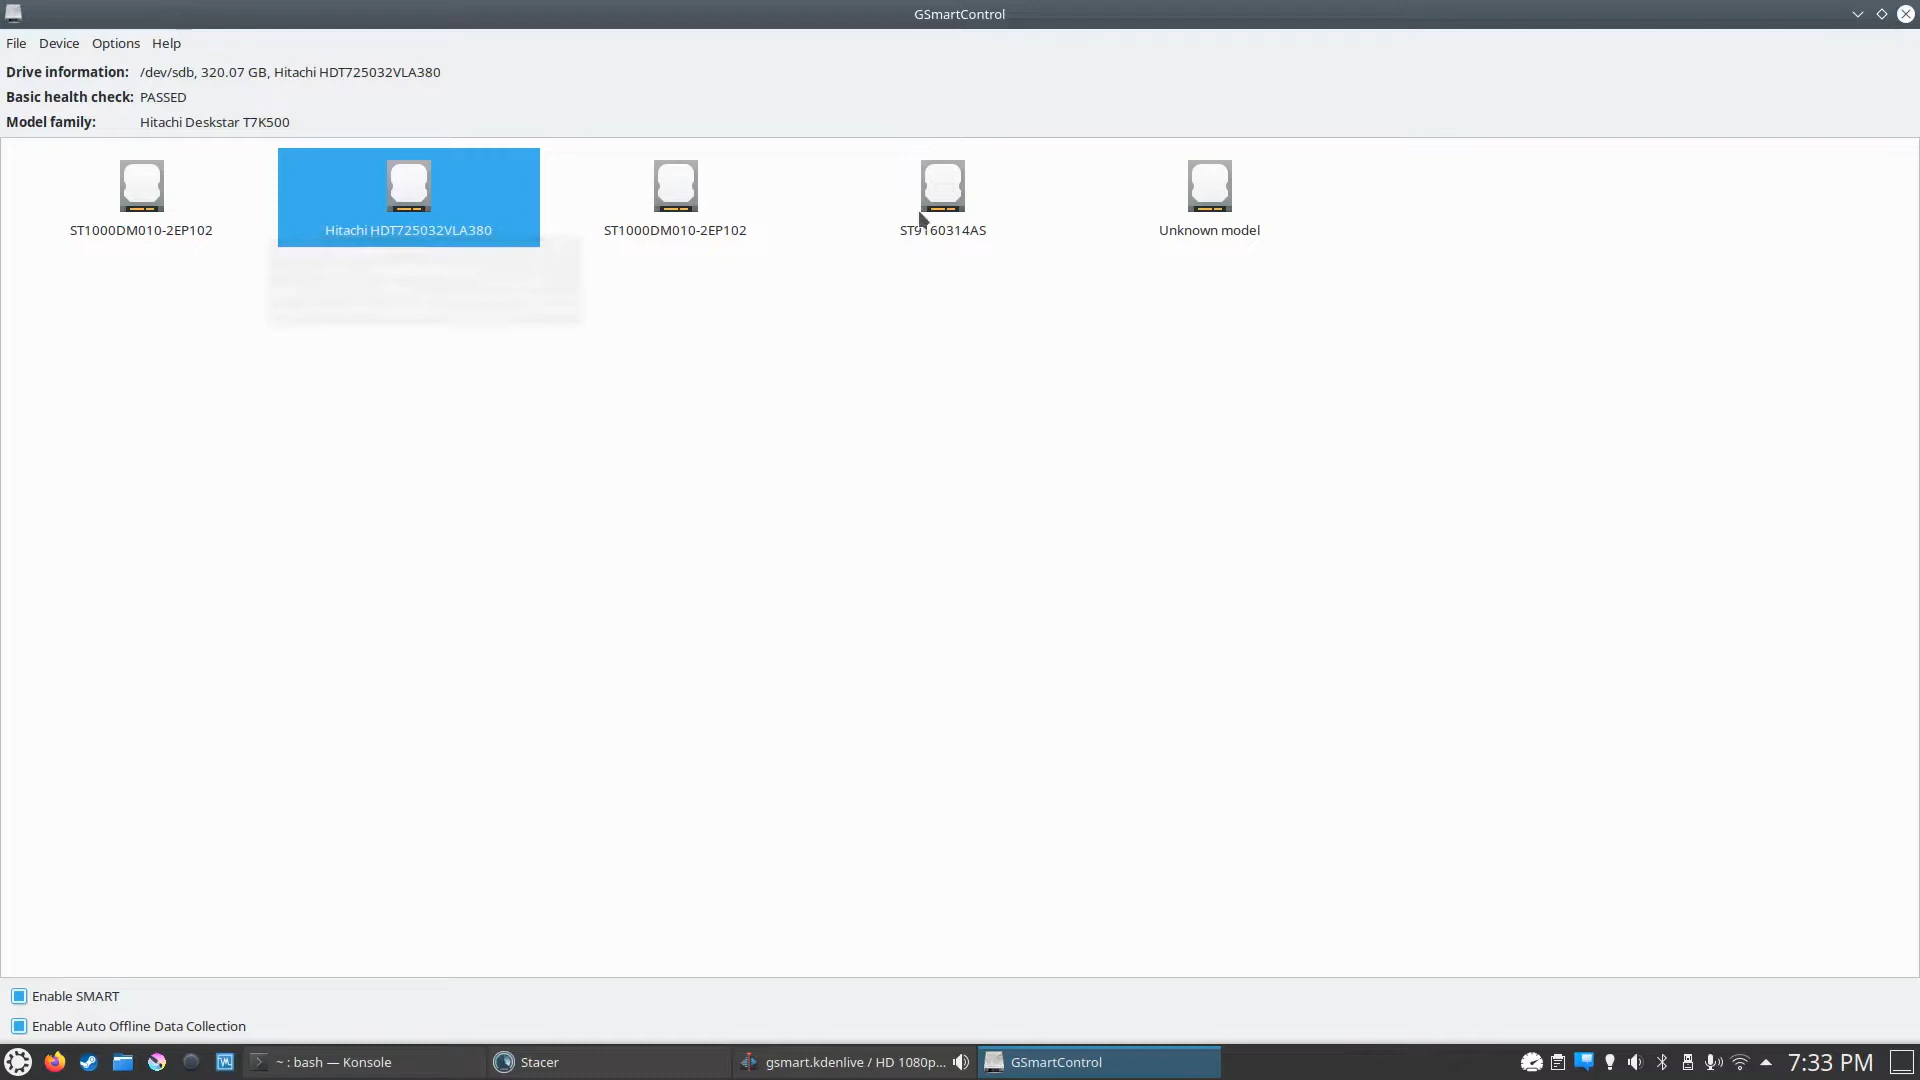 GSmartControl
File Device Options Help
Drive information: /dev/sdb, 320.07 GB, Hitachi HDT725032VLA380
Basic health check: PASSED
Model family: Hitachi Deskstar T7K500
ST1000DM010-2EP102 Hitachi HDT725032VLA380 ST1000DM010-2EP102 ST9160314AS Unknown model
Enable SMART
Enable Auto Offline Data Collection
~ : bash — Konsole Stacer gsmart.kdenlive / HD 1080p... GSmartControl 7:33 PM